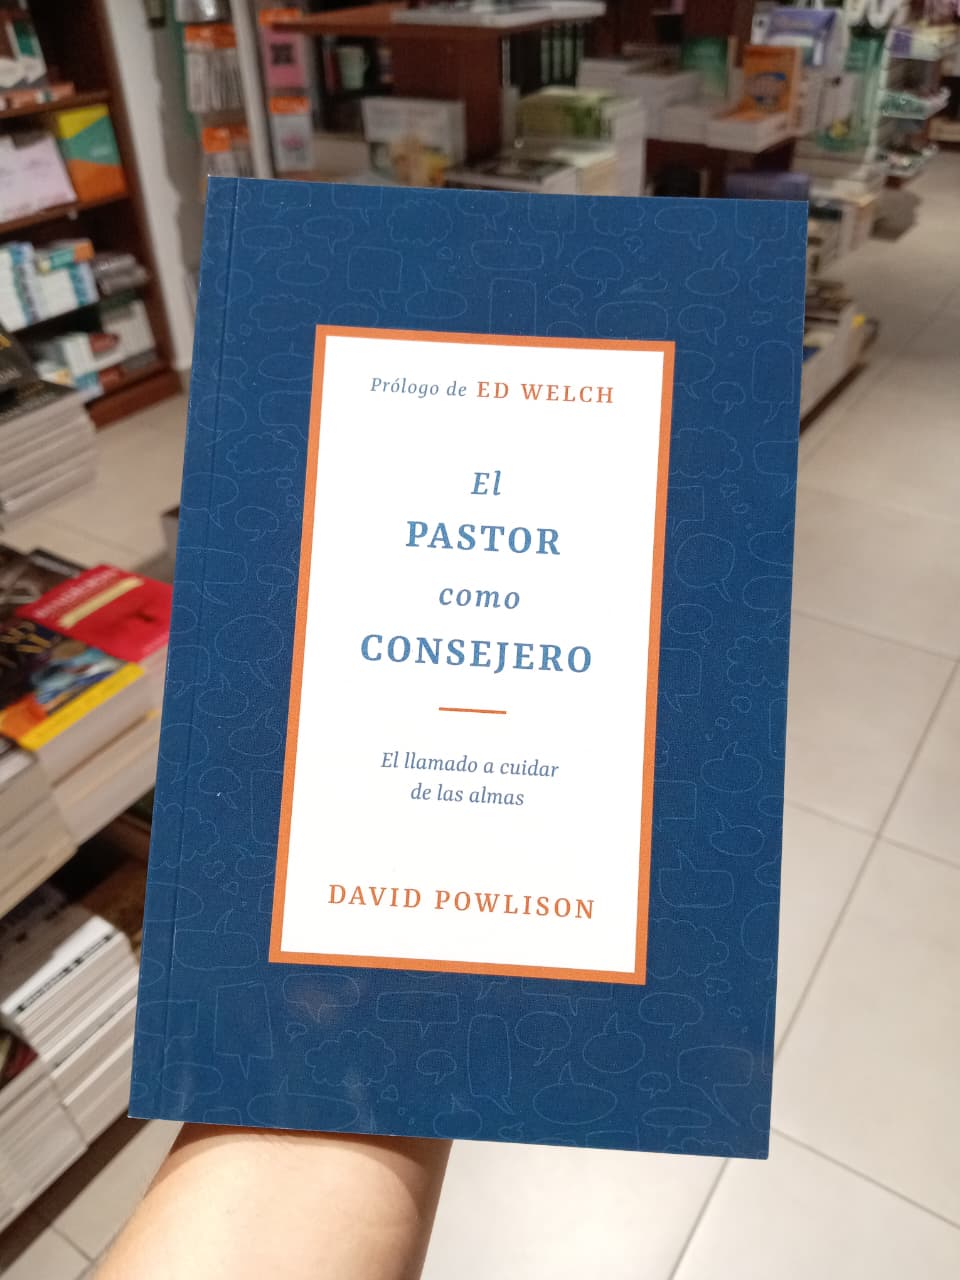 Prólogo de ED WELCH
El
PASTOR
como
CONSEJERO
El llamado a cuidar
de las almas
DAVID POWLISON